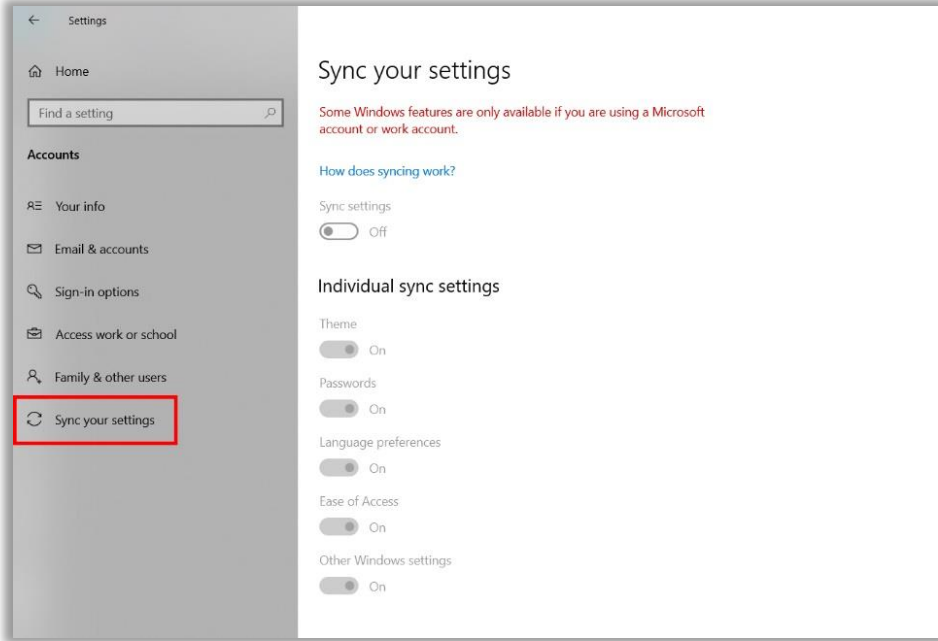 Settings
Home
Find a setting
Accounts
Your info
Email & accounts
Sign-in options
Access work or school
Family & other users
Sync your settings
Sync your settings
Some Windows features are only available if you are using a Microsoft
account or work account.
How does syncing work?
Sync settings
Off
Individual sync settings
Theme
On
Passwords
On
Language preferences
On
Ease of Access
On
Other Windows settings
On